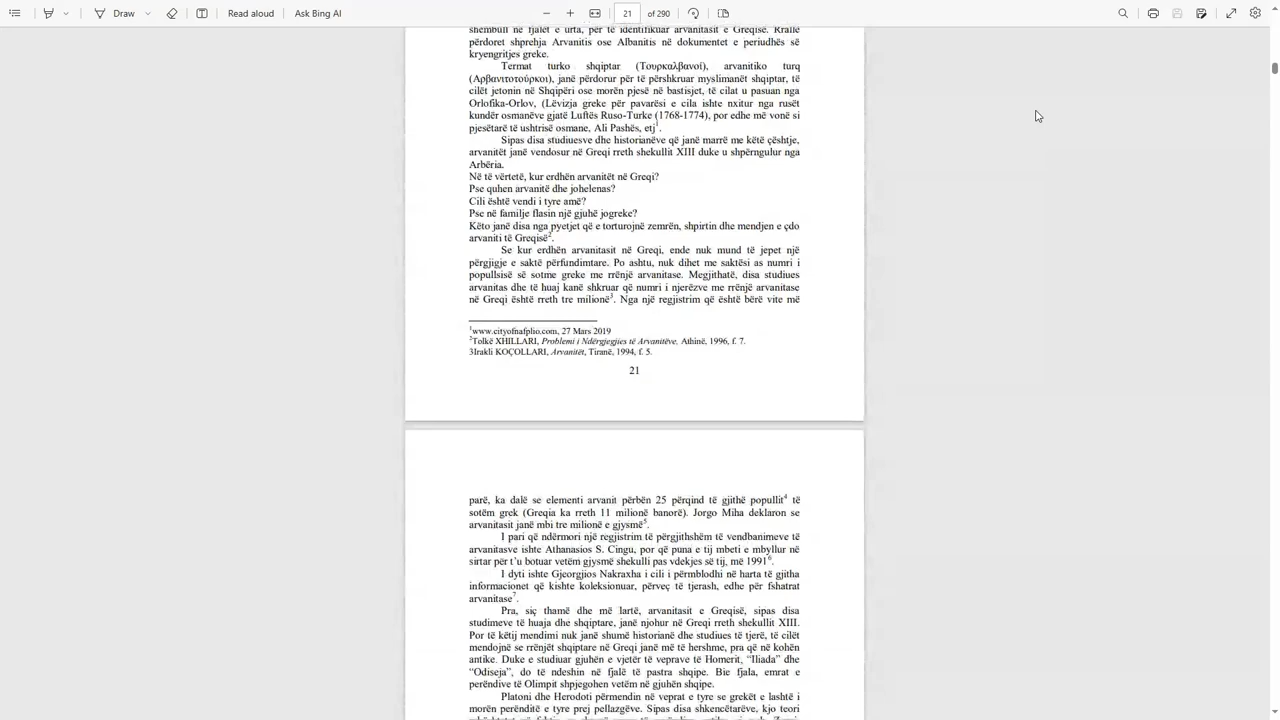 Draw
Read aloud
Ask Bing AI
21 of 290
shembull në fjalët e urta, për të identifikuar arvanitasit e Greqisë. Rrallë
përdoret shprehja Arvanitis ose Albanitis në dokumentet e periudhës së
kryengritjes greke.
Termat turko shqiptar (Τουρκαλβανοί), arvanitiko turq
(Αρβανιτοτούρκοι), janë përdorur për të përshkruar myslimanët shqiptar, të
cilët jetonin në Shqipëri ose morën pjesë në bastisjet, të cilat u pasuan nga
Orlofika-Orlov, (Lëvizja greke për pavarësi e cila ishte nxitur nga rusët
kundër osmanëve gjatë Luftës Ruso-Turke (1768-1774), por edhe më vonë si
pjesëtarë të ushtrisë osmane, Ali Pashës, etj1.
Sipas disa studiuesve dhe historianëve që janë marrë me këtë çështje,
arvanitët janë vendosur në Greqi rreth shekullit XIII duke u shpërngulur nga
Arbëria.
Në të vërtetë, kur erdhën arvanitët në Greqi?
Pse quhen arvanitë dhe johelenas?
Cili është vendi i tyre amë?
Pse në familje flasin një gjuhë jogreke?
Këto janë disa nga pyetjet që e torturojnë zemrën, shpirtin dhe mendjen e çdo
arvaniti të Greqisë2.
Se kur erdhën arvanitasit në Greqi, ende nuk mund të jepet një
përgjigje e saktë përfundimtare. Po ashtu, nuk dihet me saktësi as numri i
popullsisë së sotme greke me rrënjë arvanitase. Megjithatë, disa studiues
arvanitas dhe të huaj kanë shkruar që numri i njerëzve me rrënjë arvanitase
në Greqi është rreth tre milionë3. Nga një regjistrim që është bërë vite më
1www.cityofnafplio.com, 27 Mars 2019
2Tolkë XHILLARI, Problemi i Ndërgjegjies të Arvanitëve, Athinë, 1996, f. 7.
3Irakli KOÇOLLARI, Arvanitët, Tiranë, 1994, f. 5.
21
parë, ka dalë se elementi arvanit përbën 25 përqind të gjithë popullit4 të
sotëm grek (Greqia ka rreth 11 milionë banorë). Jorgo Miha deklaron se
arvanitasit janë mbi tre milionë e gjysmë5.
I pari që ndërmori një regjistrim të përgjithshëm të vendbanimeve të
arvanitasve ishte Athanasios S. Cingu, por që puna e tij mbeti e mbyllur në
sirtar për t'u botuar vetëm gjysmë shekulli pas vdekjes së tij, më 19916.
I dyti ishte Gjeorgjios Nakraxha i cili i përmblodhi në harta të gjitha
informacionet që kishte koleksionuar, përveç të tjerash, edhe për fshatrat
arvanitase7.
Pra, siç thamë dhe më lartë, arvanitasit e Greqisë, sipas disa
studimeve të huaja dhe shqiptare, janë njohur në Greqi rreth shekullit XIII.
Por të këtij mendimi nuk janë shumë historianë dhe studiues të tjerë, të cilët
mendojnë se rrënjët shqiptare në Greqi janë më të hershme, pra që në kohën
antike. Duke e studiuar gjuhën e vjetër të veprave të Homerit, “Iliada” dhe
“Odiseja”, do të ndeshin në fjalë të pastra shqipe. Bie fjala, emrat e
perëndive të Olimpit shpjegohen vetëm në gjuhën shqipe.
Platoni dhe Herodoti përmendin në veprat e tyre se grekët e lashtë i
morën perënditë e tyre prej pellazgëve. Sipas disa shkencëtarëve, kjo teori